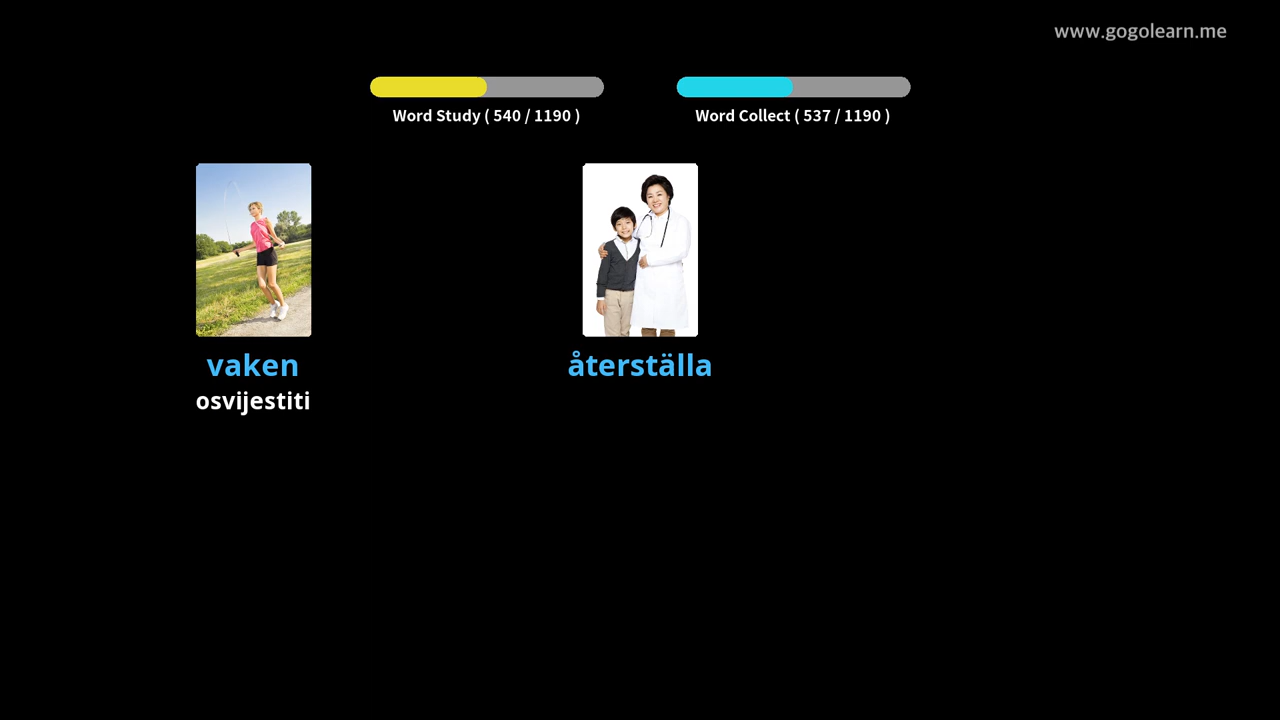 www.gogolearn.me
Word Study ( 540 / 1190 )
Word Collect ( 537 / 1190 )
vaken
återställa
osvijestiti